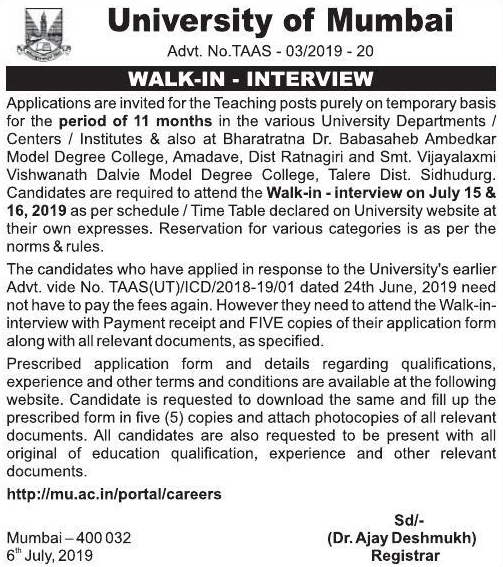 University of Mumbai
Advt. No.TAAS - 03/2019 - 20
WALK-IN - INTERVIEW
Applications are invited for the Teaching posts purely on temporary basis
for the period of 11 months in the various University Departments /
Centers / Institutes & also at Bharatratna Dr. Babasaheb Ambedkar
Model Degree College, Amadave, Dist Ratnagiri and Smt. Vijayalaxmi
Vishwanath Dalvie Model Degree College, Talere Dist. Sidhudurg.
Candidates are required to attend the Walk-in - interview on July 15 &
16, 2019 as per schedule / Time Table declared on University website at
their own expresses. Reservation for various categories is as per the
norms & rules.
The candidates who have applied in response to the University's earlier
Advt. vide No. TAAS(UT)/ICD/2018-19/01 dated 24th June, 2019 need
not have to pay the fees again. However they need to attend the Walk-in-
interview with Payment receipt and FIVE copies of their application form
along with all relevant documents, as specified.
Prescribed application form and details regarding qualifications,
experience and other terms and conditions are available at the following
website. Candidate is requested to download the same and fill up the
prescribed form in five (5) copies and attach photocopies of all relevant
documents. All candidates are also requested to be present with all
original of education qualification, experience and other relevant
documents.
http://mu.ac.in/portal/careers
Sd/-
Mumbai – 400 032 (Dr. Ajay Deshmukh)
6th July, 2019 Registrar